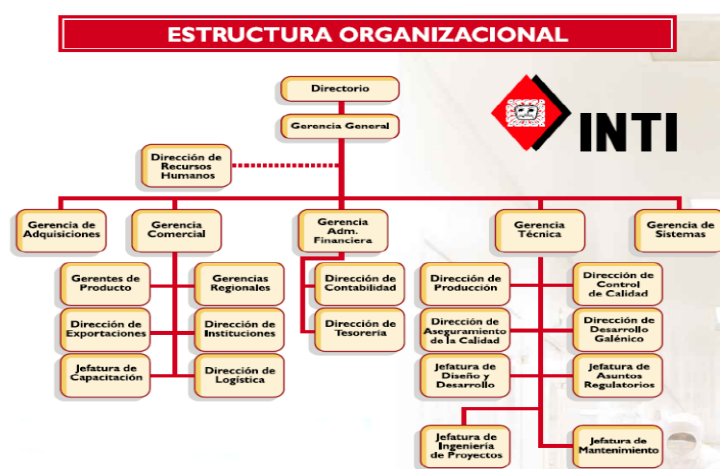 ESTRUCTURA ORGANIZACIONAL
Directorio
Gerencia General
INTI
Dirección de
Recursos
Humanos
Gerencia de
Adquisiciones
Gerencia
Comercial
Gerencia
Adm.
Financiera
Gerencia
Técnica
Gerencia de
Sistemas
Gerentes de
Producto
Gerencias
Regionales
Dirección de
Contabilidad
Dirección de
Producción
Dirección de
Control
de Calidad
Dirección de
Exportaciones
Dirección de
Instituciones
Dirección de
Tesorería
Dirección de
Aseguramiento
de la Calidad
Dirección de
Desarrollo
Galénico
Jefatura de
Capacitación
Dirección de
Logística
Jefatura de
Diseño y
Desarrollo
Jefatura de
Asuntos
Regulatorios
Jefatura de
Ingeniería
de Proyectos
Jefatura de
Mantenimiento